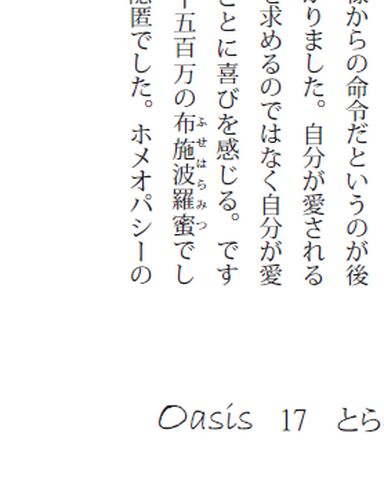 様からの命令だというのが後
かりました。自分が愛される
を求めるのではなく自分が愛
ことに喜びを感じる。です
五百万の布施波羅蜜でし
ふせはらみつ
匿でした。ホメオパシーの
Oasis 17 とら